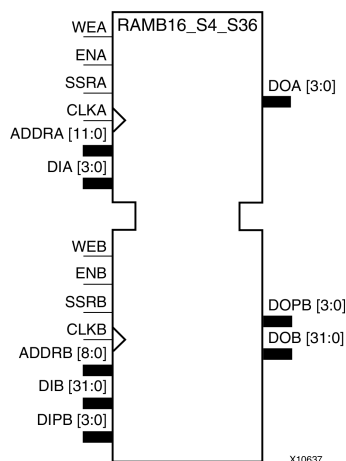 RAMB16_S4_S36
WEA
ENA
SSRA
DOA [3:0]
CLKA
ADDRA [11:0]
DIA [3:0]
WEB
ENB
SSRB
DOPB [3:0]
CLKB
DOB [31:0]
ADDRB [8:0]
DIB [31:0]
DIPB [3:0]
X10637